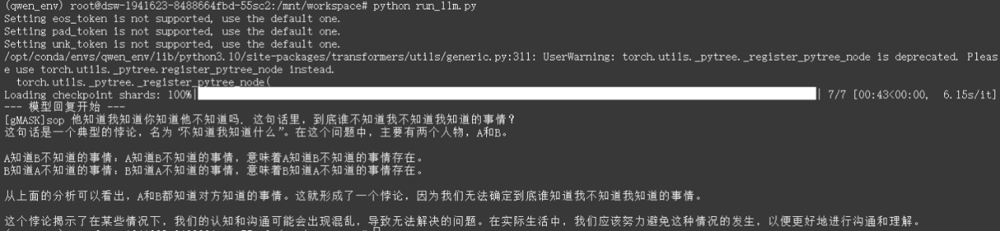 (qwen_env) root@dsw-1941623-8488664fbd-55sc2:/mnt/workspace# python run_llm.py
Setting eos_token is not supported, use the default one.
Setting pad_token is not supported, use the default one.
Setting unk_token is not supported, use the default one.
/opt/conda/envs/qwen_env/lib/python3.10/site-packages/transformers/utils/generic.py:311: UserWarning: torch.utils._pytree._register_pytree_node is deprecated. Pleas
e use torch.utils._pytree.register_pytree_node instead.
  torch.utils._pytree._register_pytree_node(
Loading checkpoint shards: 100%| | 7/7 [00:43<00:00,  6.15s/it]
--- 模型回复开始 ---
[gMASK]sop 他知道我知道你知道他不知道吗. 这句话里，到底谁不知道我不知道我知道的事情？
这句话是一个典型的悖论，名为“不知道我知道什么”。在这个问题中，主要有两个人物，A和B。
A知道B不知道的事情：A知道B不知道的事情，意味着A知道B不知道的事情存在。
B知道A不知道的事情：B知道A不知道的事情，意味着B知道A不知道的事情存在。
从上面的分析可以看出，A和B都知道对方知道的事情。这就形成了一个悖论，因为我们无法确定到底谁知道我不知道我知道的事情。
这个悖论揭示了在某些情况下，我们的认知和沟通可能会出现混乱，导致无法解决的问题。在实际生活中，我们应该努力避免这种情况的发生，以便更好地进行沟通和理解。